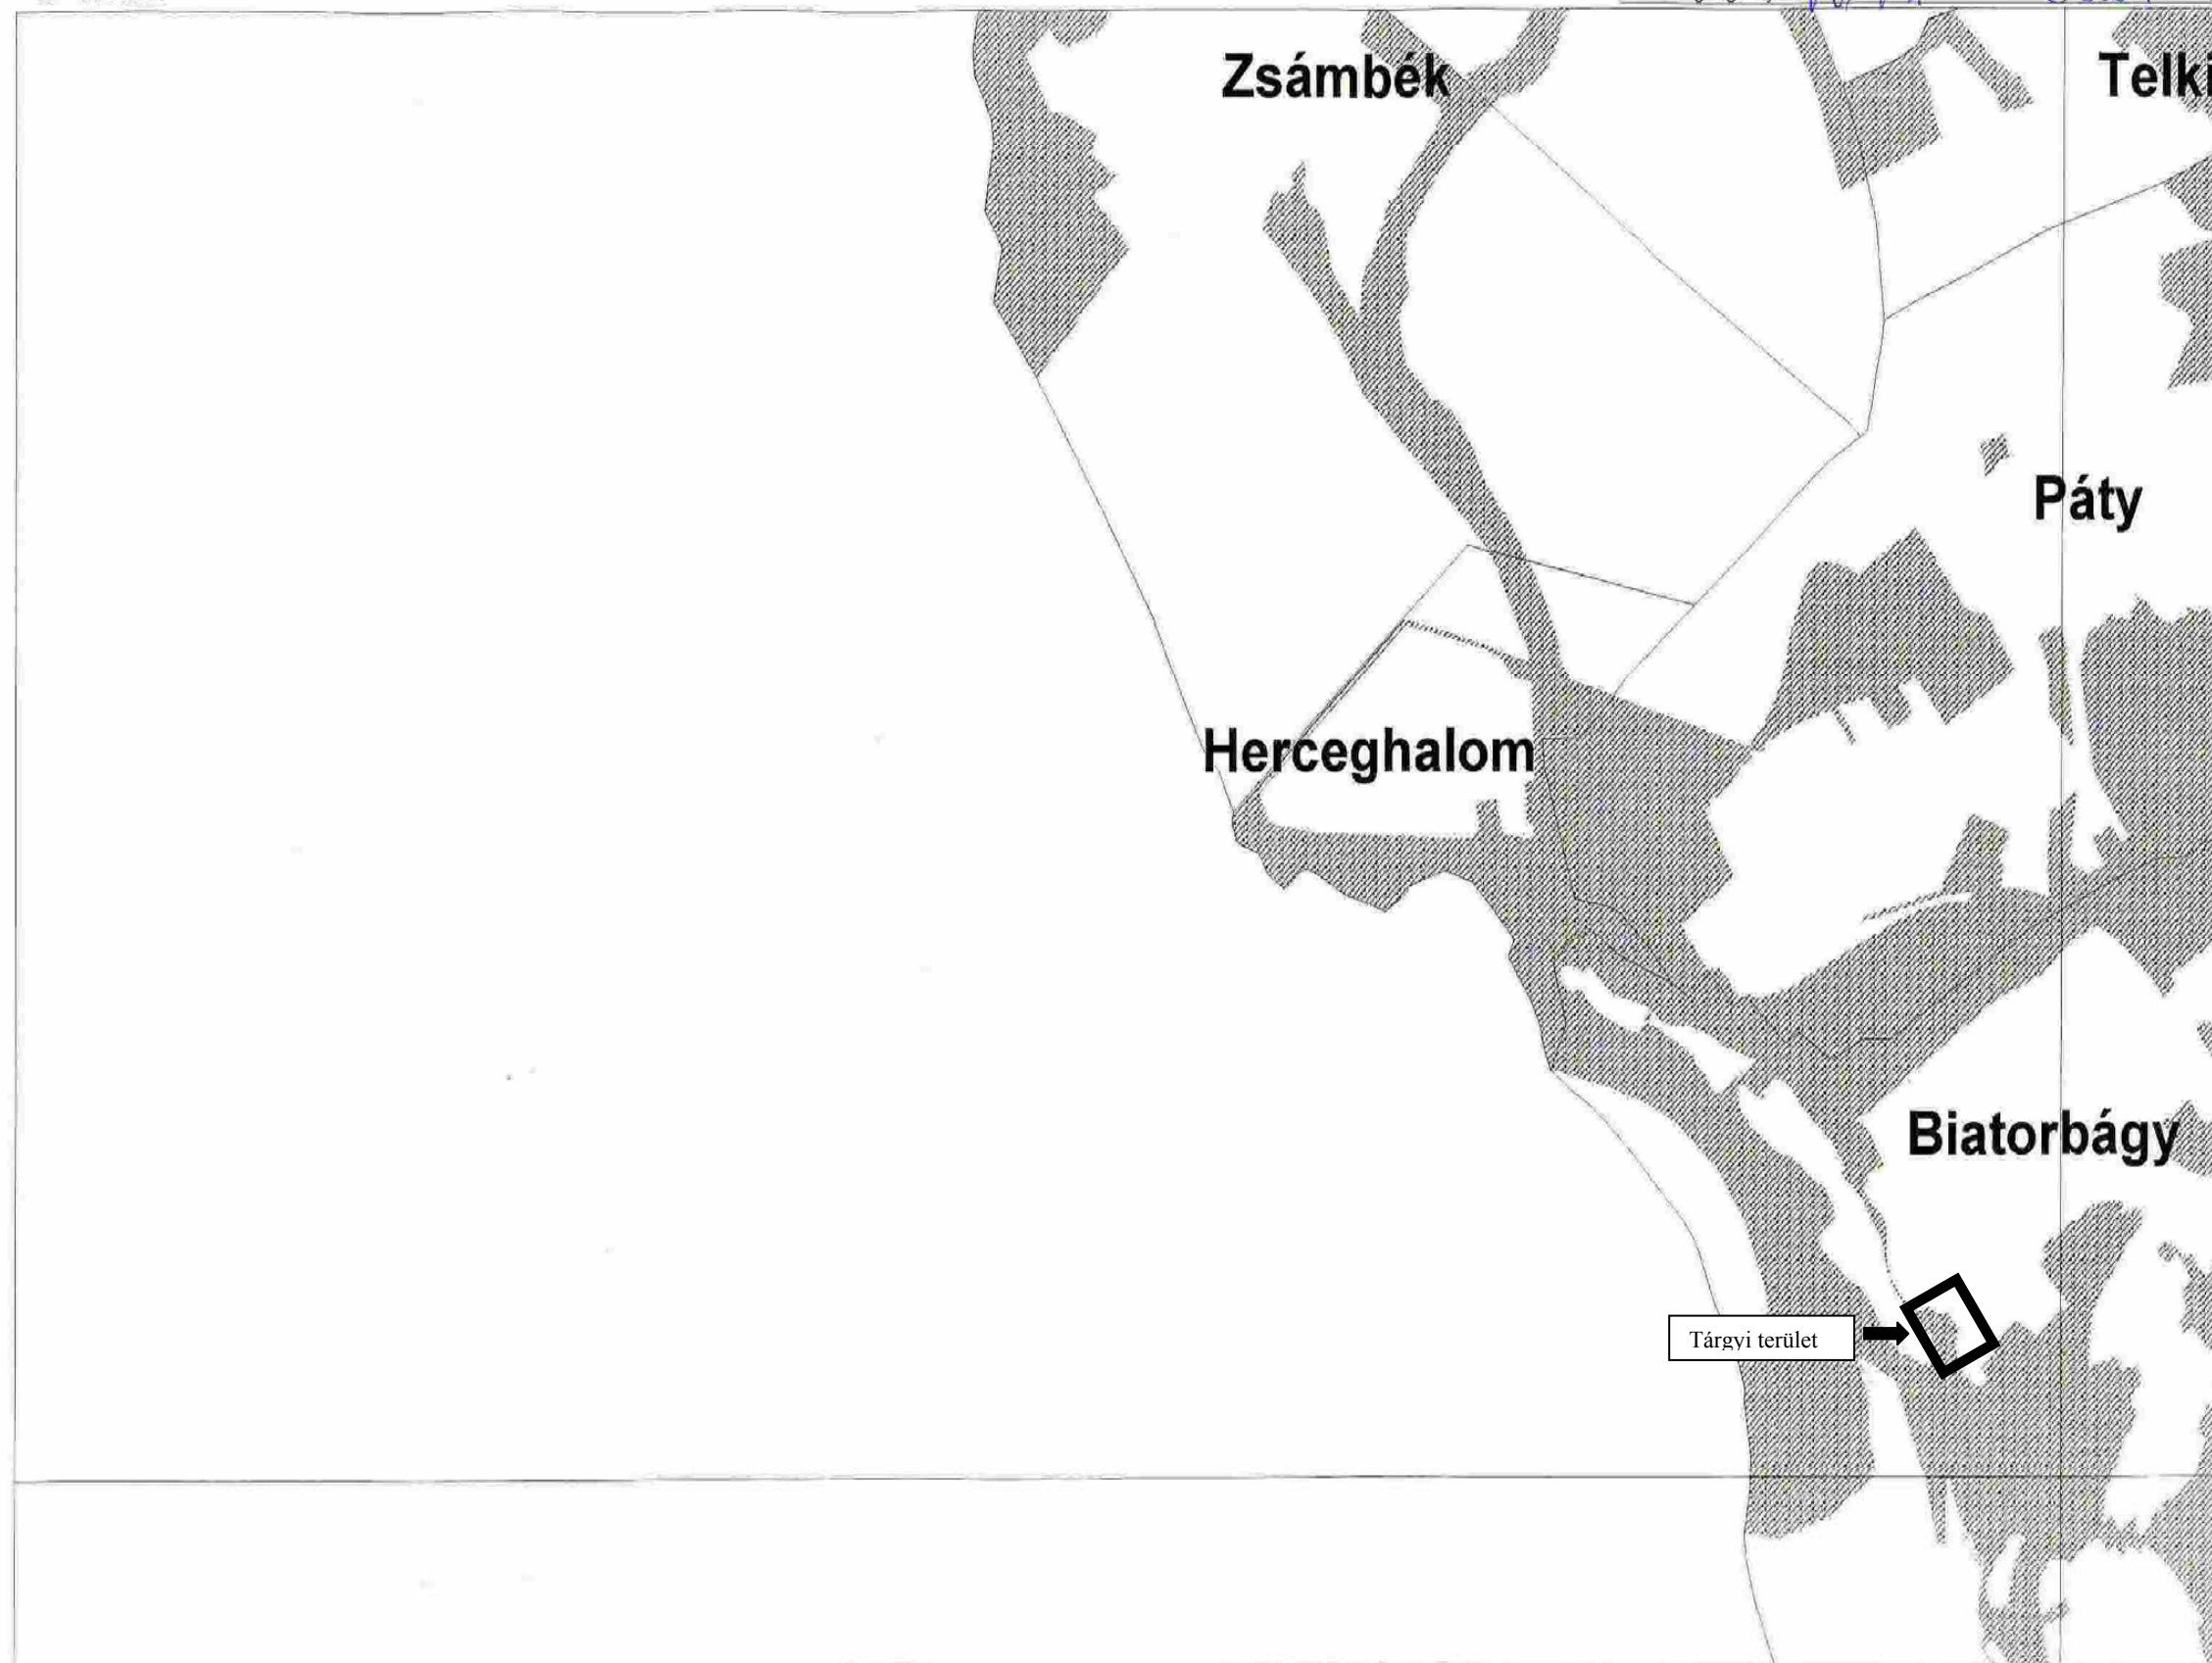 Zsámbék
Telki
Páty
Herceghalom
Biatorbágy
Tárgyi terület